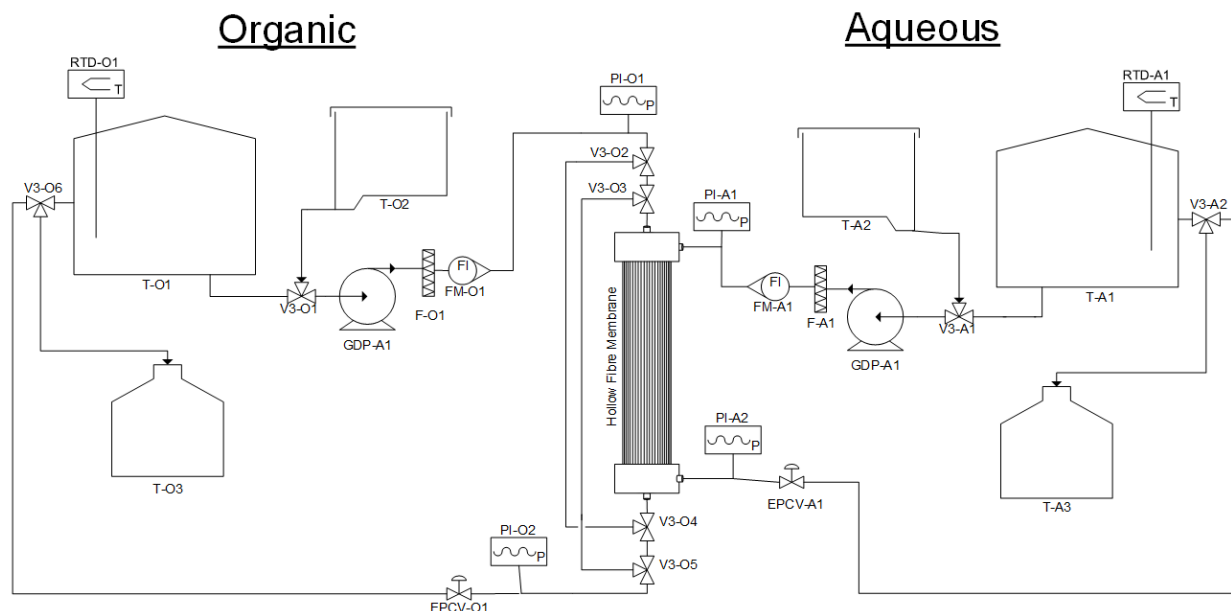 Organic
Aqueous
RTD-O1
T
PI-O1
P
RTD-A1
T
V3-O2
V3-O6
V3-O3
PI-A1
P
V3-A2
T-O2
T-A2
FI
T-O1
FM-O1
V3-O1
F-O1
GDP-A1
FI
FM-A1
F-A1
V3-A1
T-A1
GDP-A1
Hollow Fibre Membrane
PI-A2
P
T-O3
EPCV-A1
T-A3
V3-O4
PI-O2
P
V3-O5
EPCV-O1